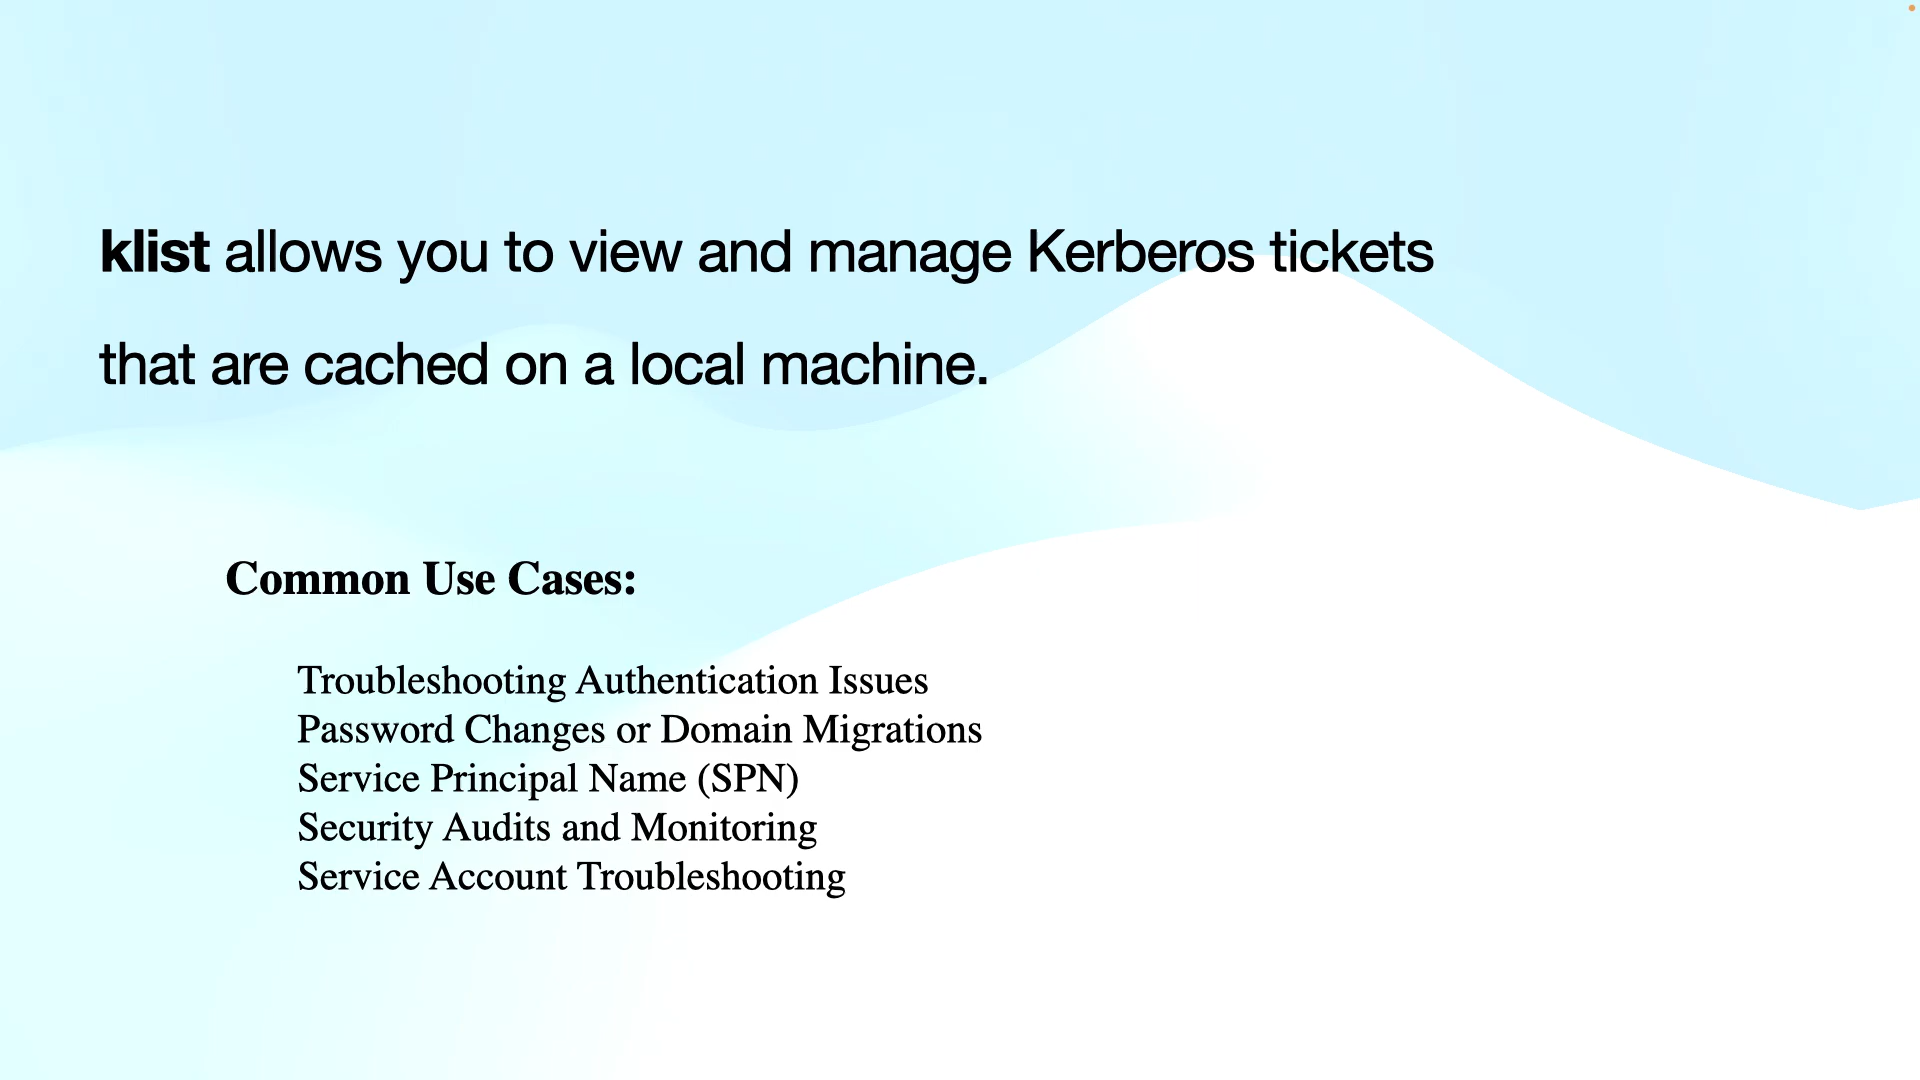 klist allows you to view and manage Kerberos tickets
that are cached on a local machine.
Common Use Cases:
Troubleshooting Authentication Issues
Password Changes or Domain Migrations
Service Principal Name (SPN)
Security Audits and Monitoring
Service Account Troubleshooting